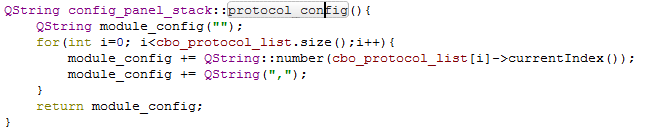 QString config_panel_stack::protocol_config(){
    QString module_config("");
    for(int i=0; i<cbo_protocol_list.size();i++){
        module_config += QString::number(cbo_protocol_list[i]->currentIndex());
        module_config += QString(",");
    }
    return module_config;
}